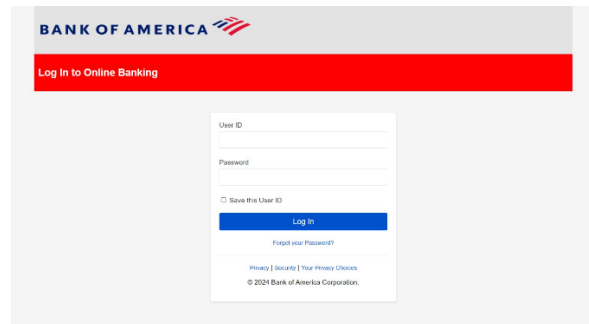 BANK OF AMERICA
Log In to Online Banking
User ID
Password
Save this User ID
Log In
Forgot your Password?
Privacy | Security | Your Privacy Choices
© 2024 Bank of America Corporation.